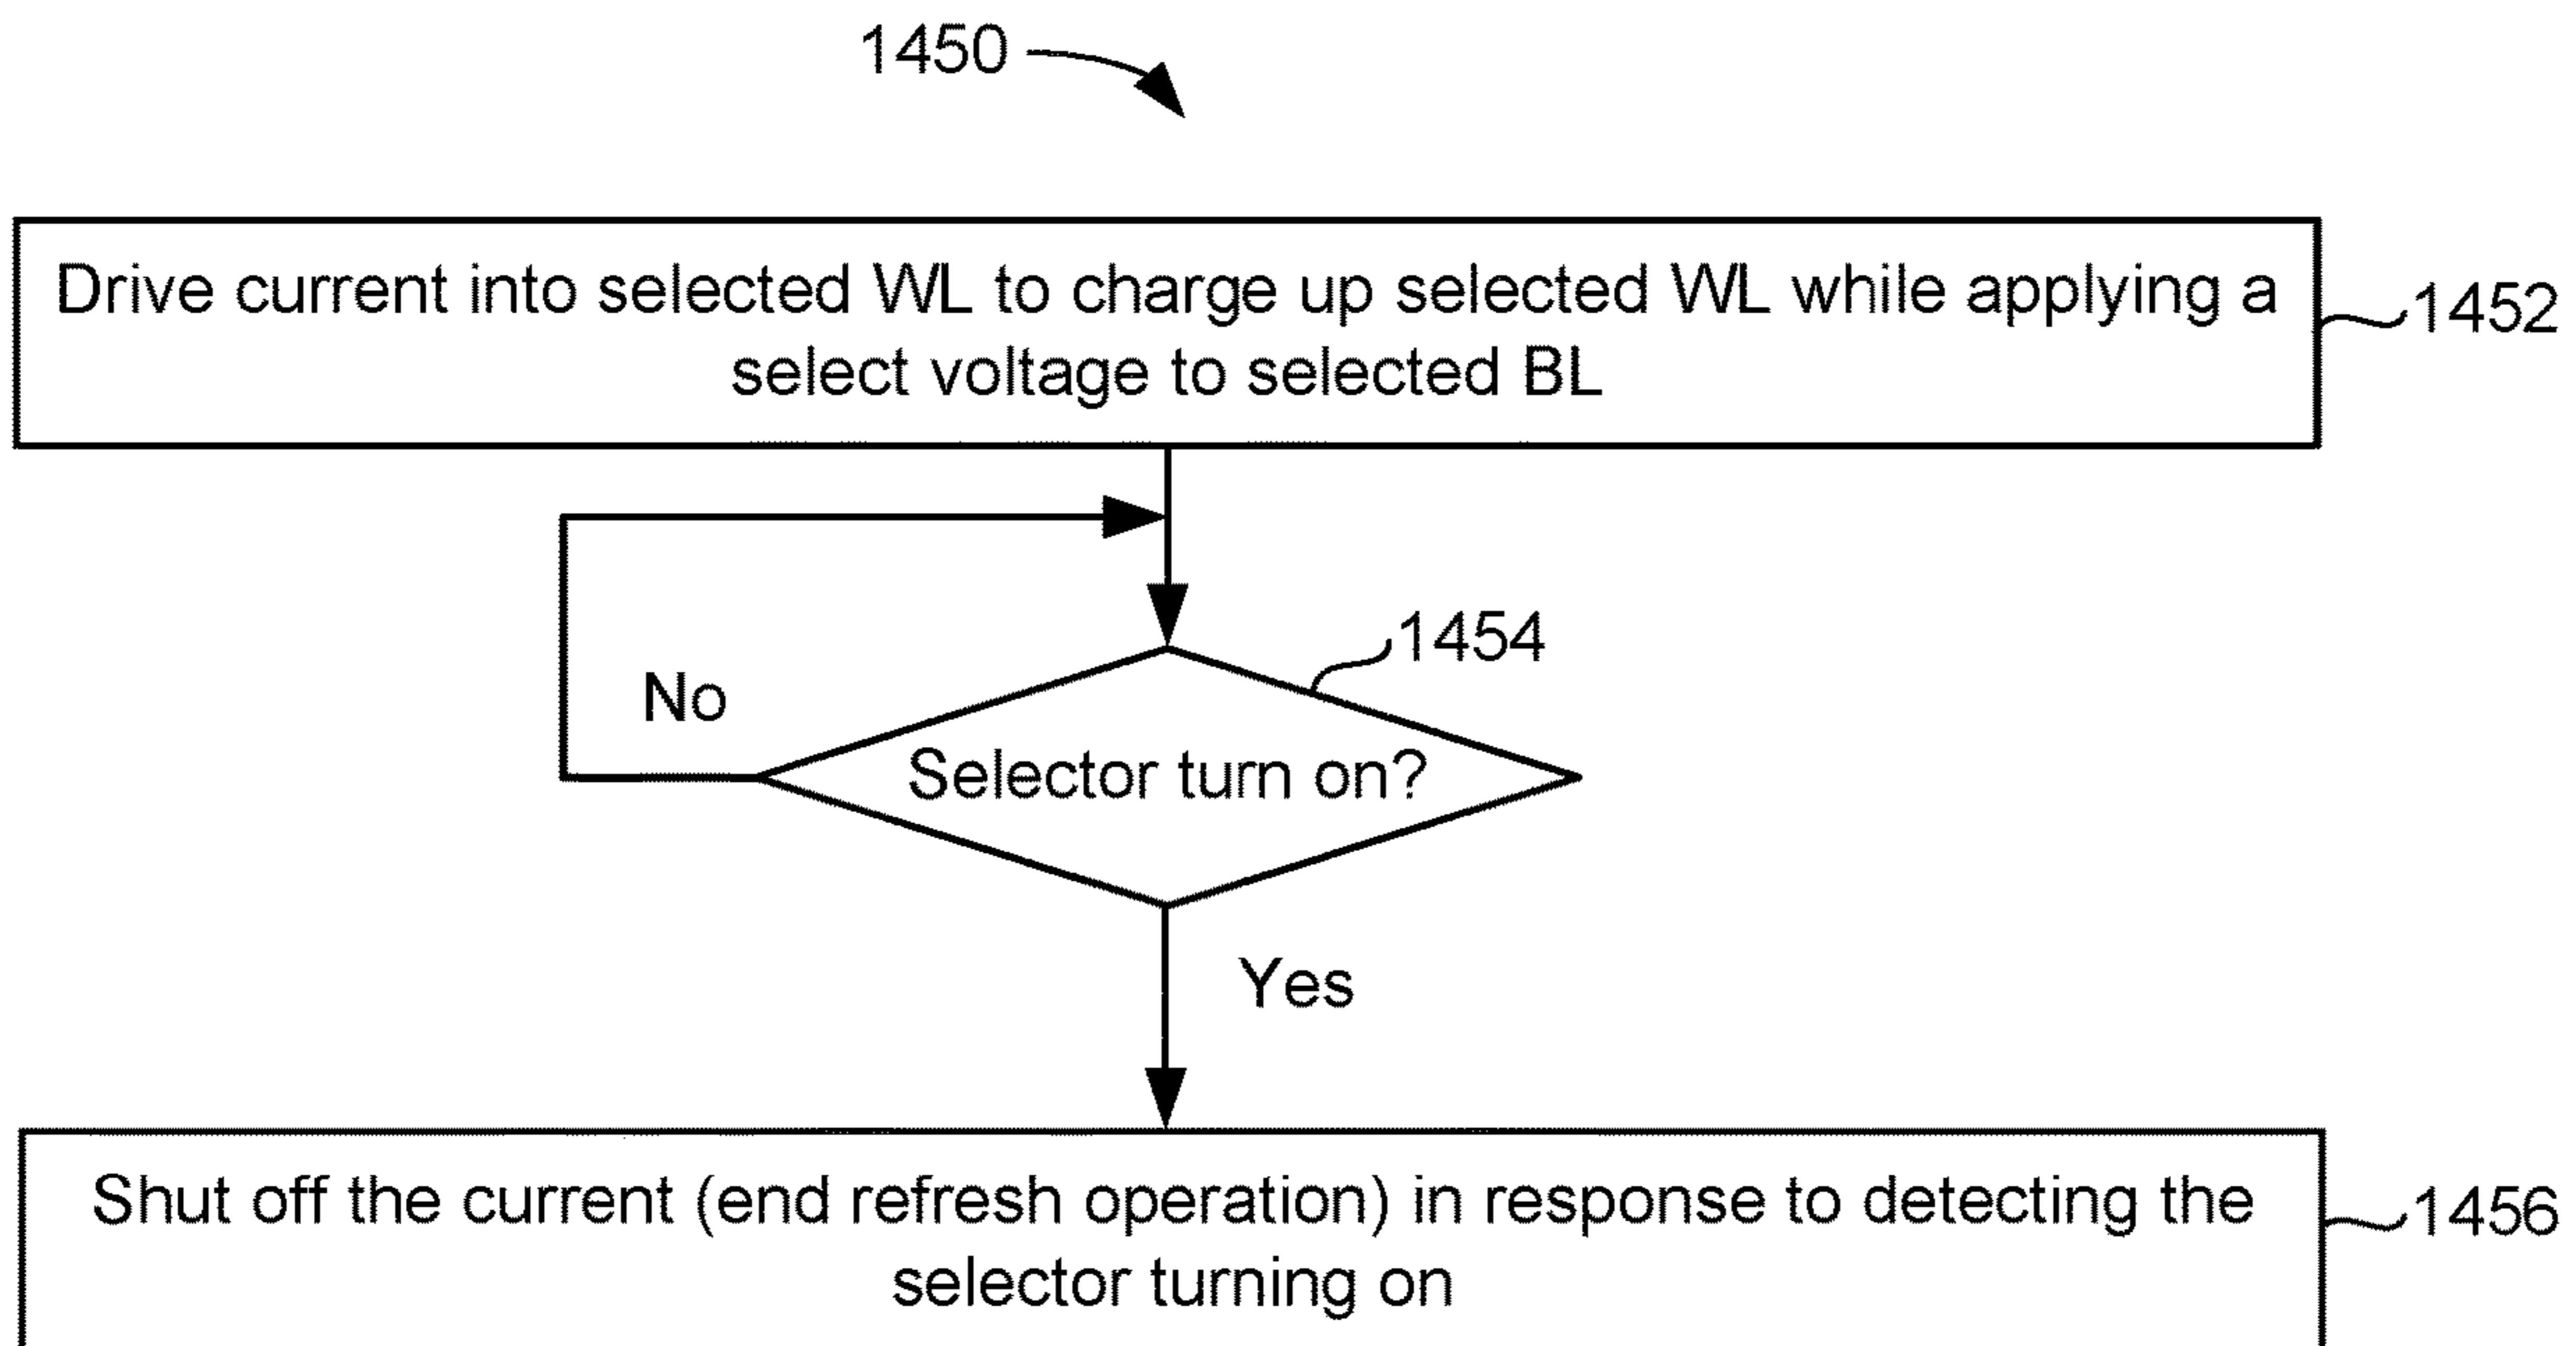 1450
Drive current into selected WL to charge up selected WL while applying a
select voltage to selected BL
1452
1454
No
Selector turn on?
Yes
Shut off the current (end refresh operation) in response to detecting the
selector turning on
1456